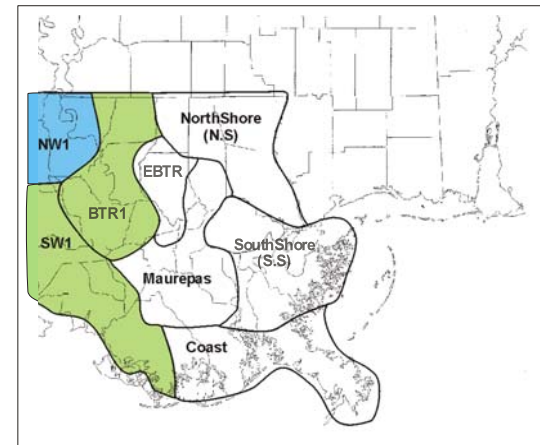 NorthShore
(N.S)
NW1
EBTR
BTR1
SW1
SouthShore
(S.S)
Maurepas
Coast